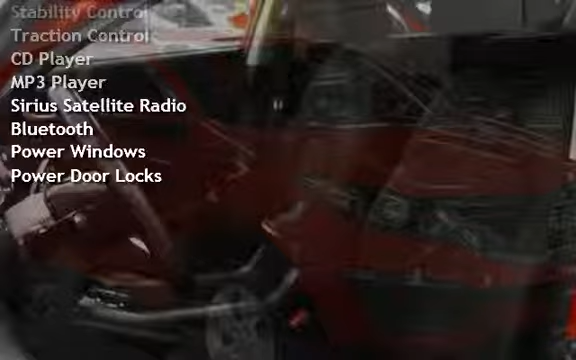 Stability Control
Traction Control
CD Player
MP3 Player
Sirius Satellite Radio
Bluetooth
Power Windows
Power Door Locks